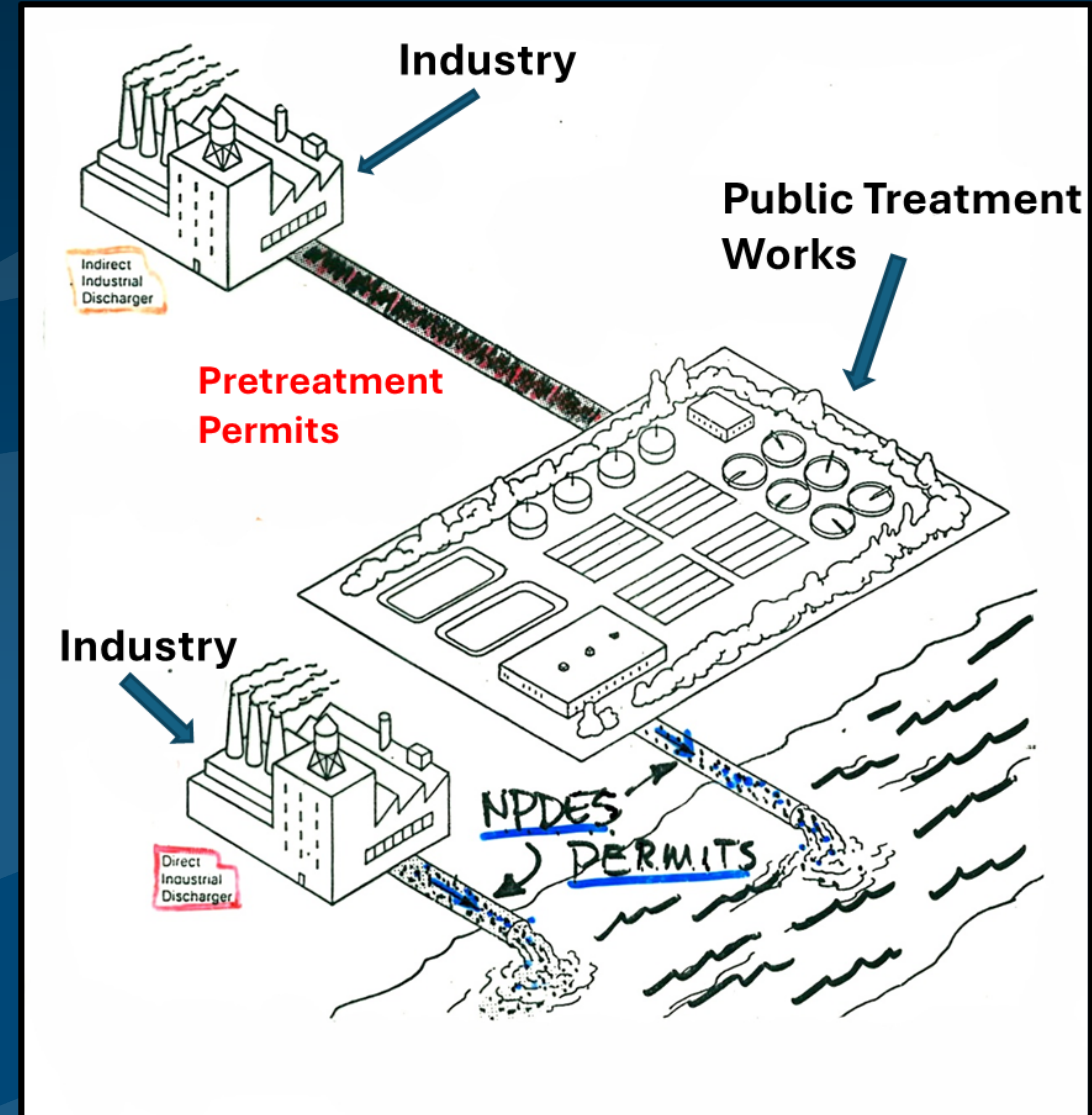 Industry
Public Treatment
Works
Indirect
Industrial
Discharger
Pretreatment
Permits
Industry
NPDES
PERMITS
Direct
Industrial
Discharger